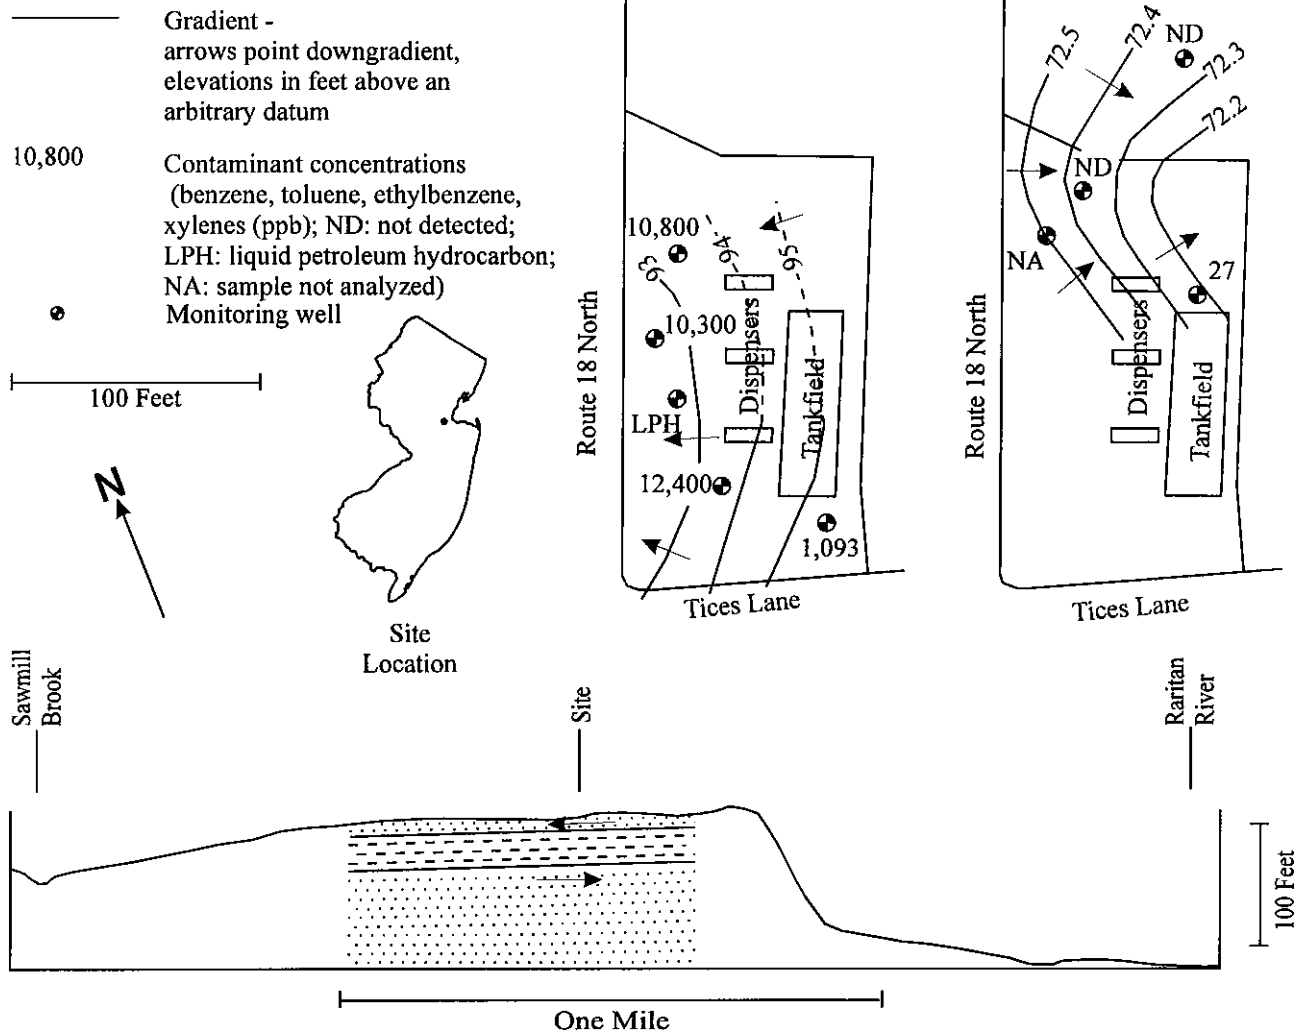 Gradient -
arrows point downgradient,
elevations in feet above an
arbitrary datum
10,800
Contaminant concentrations
(benzene, toluene, ethylbenzene,
xylenes (ppb); ND: not detected;
LPH: liquid petroleum hydrocarbon;
NA: sample not analyzed)
Monitoring well
100 Feet
N
Site
Location
Route 18 North
10,800
93
94
95
10,300
LPH
12,400
1,093
Dispensers
Tankfield
Tices Lane
Route 18 North
72.5
72.4
72.3
72.2
ND
ND
NA
27
Dispensers
Tankfield
Tices Lane
Sawmill
Brook
Site
Raritan
River
100 Feet
One Mile